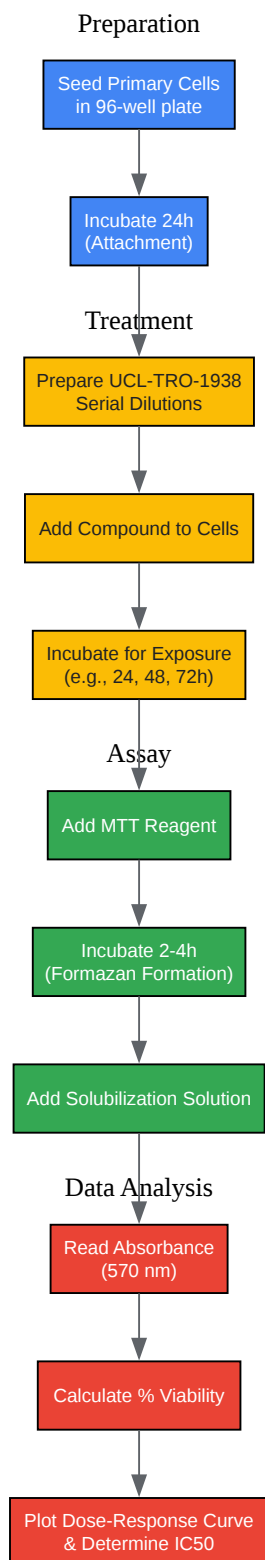 Preparation
Seed Primary Cells
in 96-well plate
Incubate 24h
(Attachment)
Treatment
Prepare UCL-TRO-1938
Serial Dilutions
Add Compound to Cells
Incubate for Exposure
(e.g., 24, 48, 72h)
Assay
Add MTT Reagent
Incubate 2-4h
(Formazan Formation)
Add Solubilization Solution
Data Analysis
Read Absorbance
(570 nm)
Calculate % Viability
Plot Dose-Response Curve
& Determine IC50